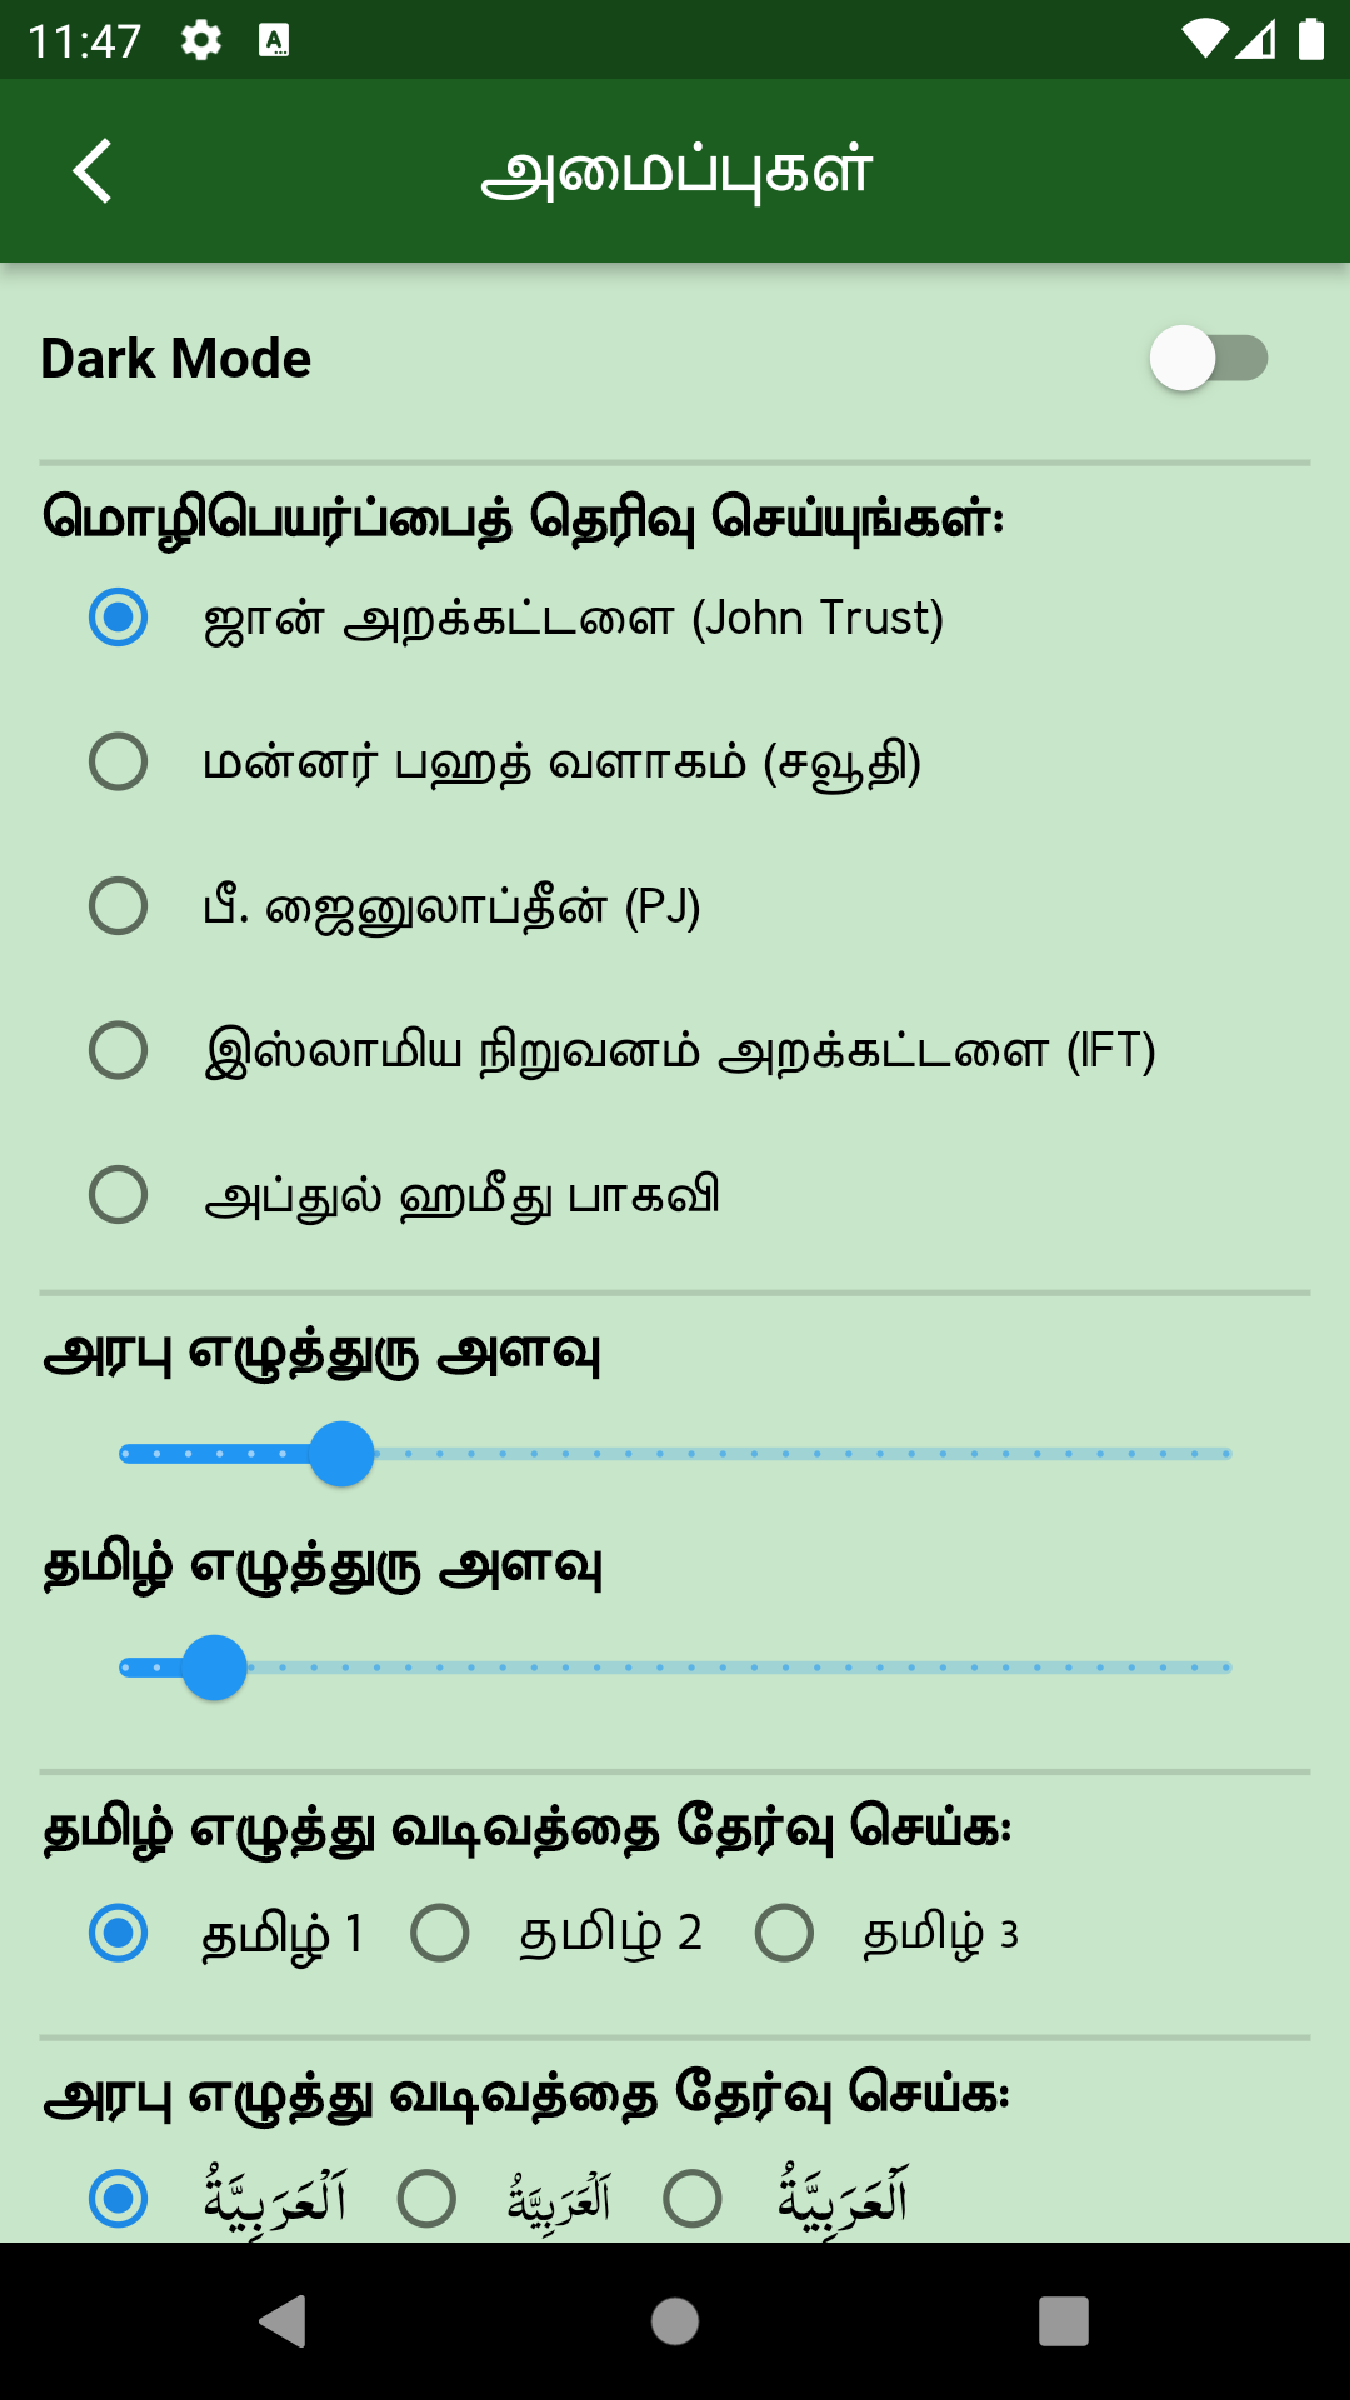 11:47
அமைப்புகள்
Dark Mode
மொழிபெயர்ப்பைத் தெரிவு செய்யுங்கள்:
ஜான் அறக்கட்டளை (John Trust)
மன்னர் பஹத் வளாகம் (சவூதி)
பீ. ஜைனுலாப்தீன் (PJ)
இஸ்லாமிய நிறுவனம் அறக்கட்டளை (IFT)
அப்துல் ஹமீது பாகவி
அரபு எழுத்துரு அளவு
தமிழ் எழுத்துரு அளவு
தமிழ் எழுத்து வடிவத்தை தேர்வு செய்க:
தமிழ் 1 தமிழ் 2 தமிழ் 3
அரபு எழுத்து வடிவத்தை தேர்வு செய்க:
اَلْعَرَبِيَّةُ اَلْعَرَبِيَّةُ اَلْعَرَبِيَّةُ